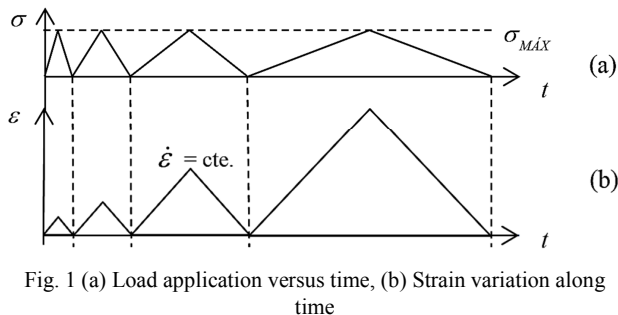 σ
σ_MÁX
(a)
t
ε
ε̇ = cte.
(b)
t
Fig. 1 (a) Load application versus time, (b) Strain variation along
time